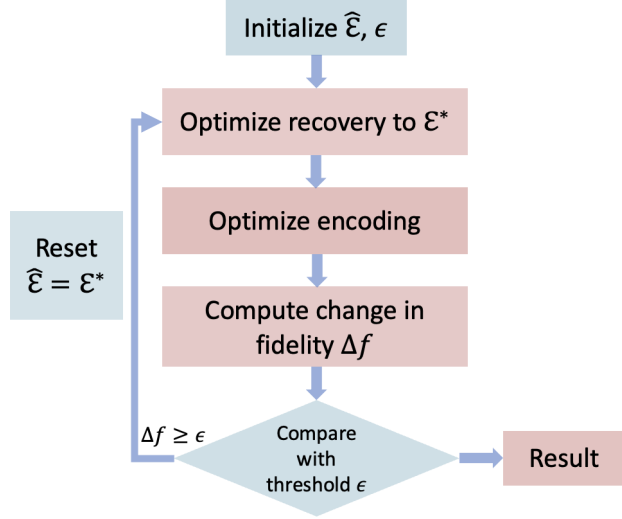 Initialize ℰ̂, ϵ
Optimize recovery to ℰ*
Optimize encoding
Reset
ℰ̂ = ℰ*
Compute change in
fidelity Δf
Δf ≥ ϵ
Compare
with
threshold ϵ
Result